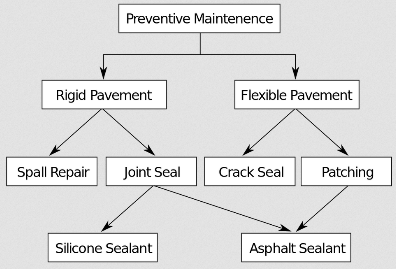 Preventive Maintenence
Rigid Pavement
Flexible Pavement
Spall Repair
Joint Seal
Crack Seal
Patching
Silicone Sealant
Asphalt Sealant